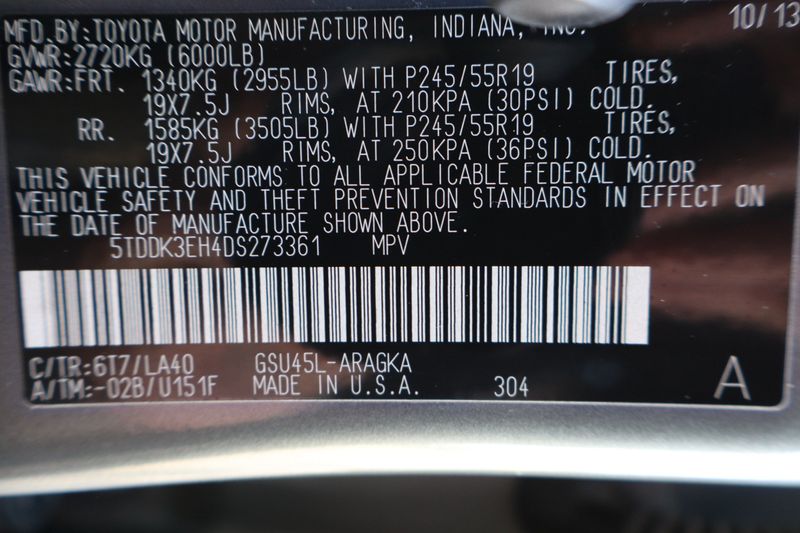 MFD.BY:TOYOTA MOTOR MANUFACTURING, INDIANA, INC. 10/13
GVWR:2720KG (6000LB)
GAWR:FRT. 1340KG (2955LB) WITH P245/55R19 TIRES,
19X7.5J RIMS, AT 210KPA (30PSI) COLD.
RR. 1585KG (3505LB) WITH P245/55R19 TIRES,
19X7.5J RIMS, AT 250KPA (36PSI) COLD.
THIS VEHICLE CONFORMS TO ALL APPLICABLE FEDERAL MOTOR
VEHICLE SAFETY AND THEFT PREVENTION STANDARDS IN EFFECT ON
THE DATE OF MANUFACTURE SHOWN ABOVE.
5TDDK3EH4DS273361 MPV
C/TR:6T7/LA40 GSU45L-ARAGKA
A/TM:-02B/U151F MADE IN U.S.A. 304 A